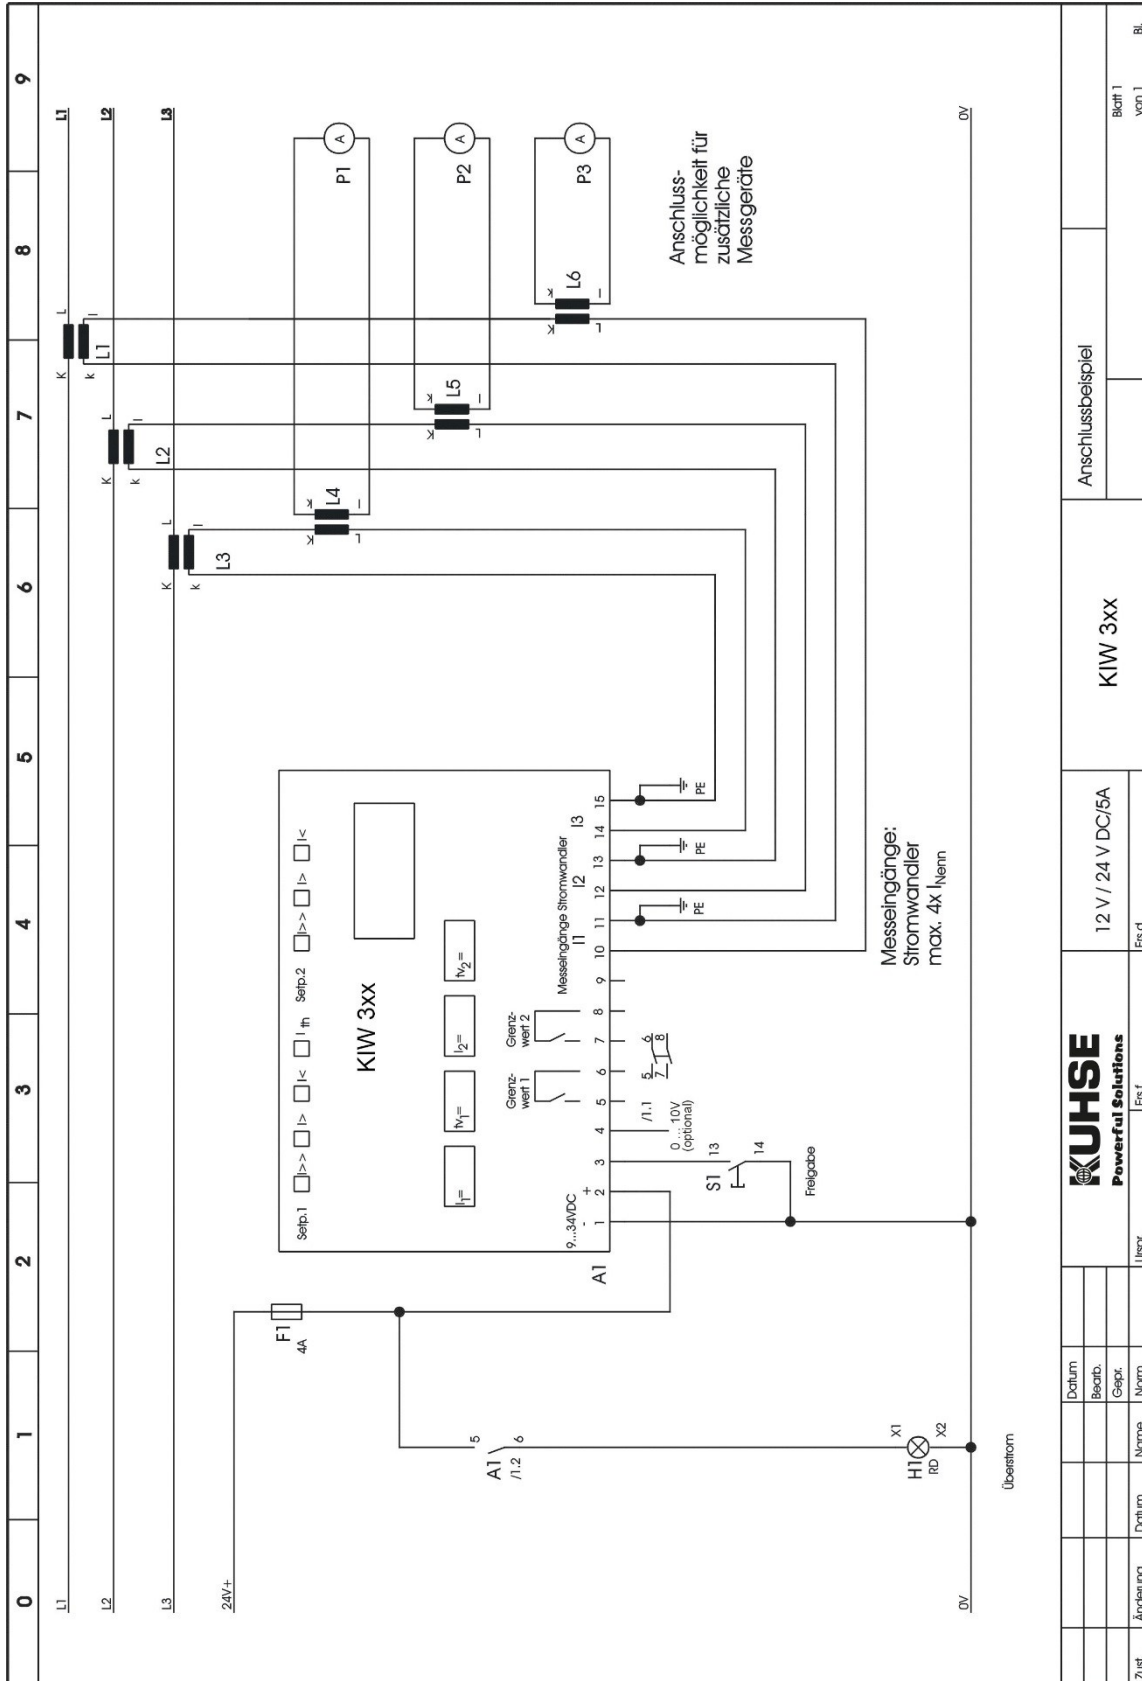 0 1 2 3 4 5 6 7 8 9
L1
L1
L2
L2
L3
L3
24V+
K L
k l
L1
K L
k l
L2
K L
k l
L3
F1
4A
Setp.1
I>>
I>
I<
I th
Setp.2
I>>
I>
I<
KIW 3xx
I1=
tv1=
I2=
tv2=
Grenz-
wert 1
Grenz-
wert 2
Messeingänge Stromwandler
9...34VDC
- +
I1 I2 I3
1 2 3 4 5 6 7 8 9 10 11 12 13 14 15
A1
K k
L4
L l
K k
L5
L l
K k
L6
L l
P1
A
P2
A
P3
A
Anschluss-
möglichkeit für
zusätzliche
Messgeräte
PE
PE
PE
/1.1
5 6
7 8
0 ... 10V
(optional)
S1
13
14
Freigabe
Messeingänge:
Stromwandler
max. 4x INenn
A1
/1.2
5
6
H1
RD
X1
X2
0V
0V
Überstrom
Datum
Bearb.
Gepr.
Zust. Änderung Datum Name Norm
KUHSE
Powerful Solutions
Urspr.
Ers.f.
Ers.d.
12 V / 24 V DC/5A
KIW 3xx
Anschlussbeispiel
Blatt 1
von 1
Bl.